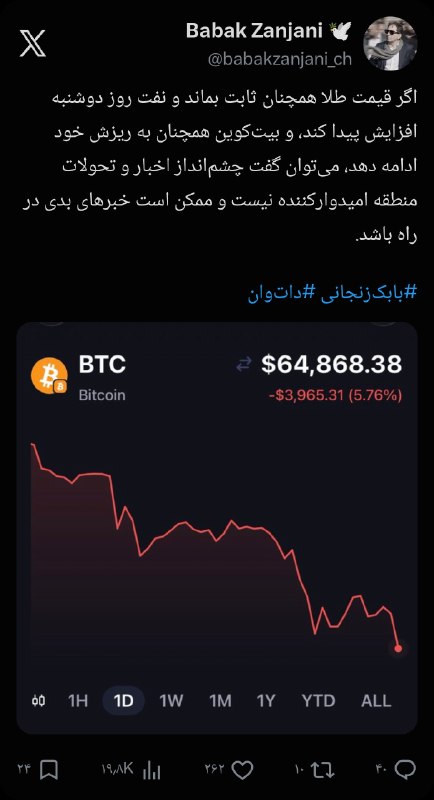 Babak Zanjani 🕊
@babakzanjani_ch
اگر قیمت طلا همچنان ثابت بماند و نفت روز دوشنبه
افزایش پیدا کند، و بیت‌کوین همچنان به ریزش خود
ادامه دهد، می‌توان گفت چشم‌انداز اخبار و تحولات
منطقه امیدوارکننده نیست و ممکن است خبرهای بدی در
راه باشد.
#بابک‌زنجانی #دات‌وان
BTC $64,868.38
Bitcoin -$3,965.31 (5.76%)
1H 1D 1W 1M 1Y YTD ALL
۲۴ ۱۹٫۸K ۲۶۲ ۱۰ ۴۰